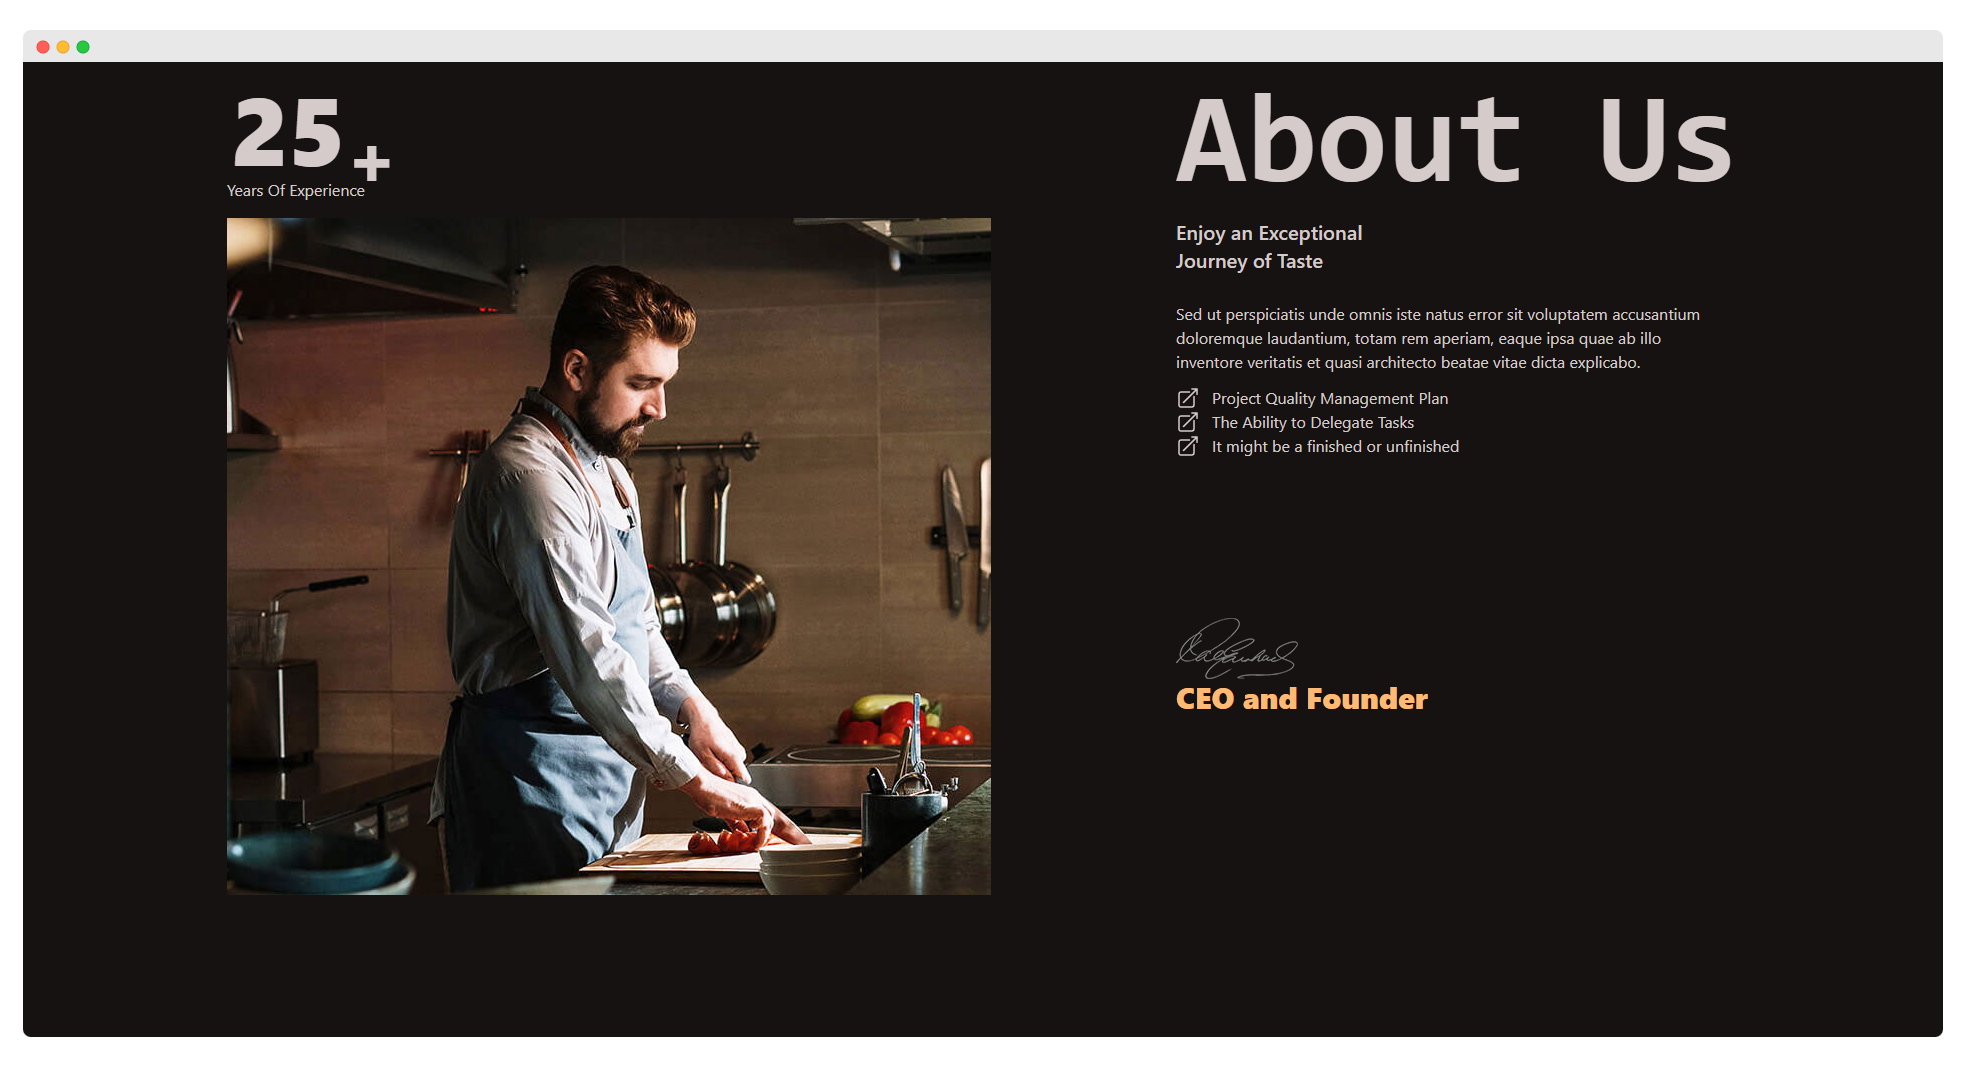 25+
Years Of Experience
About Us
Enjoy an Exceptional
Journey of Taste
Sed ut perspiciatis unde omnis iste natus error sit voluptatem accusantium
doloremque laudantium, totam rem aperiam, eaque ipsa quae ab illo
inventore veritatis et quasi architecto beatae vitae dicta explicabo.
Project Quality Management Plan
The Ability to Delegate Tasks
It might be a finished or unfinished
CEO and Founder